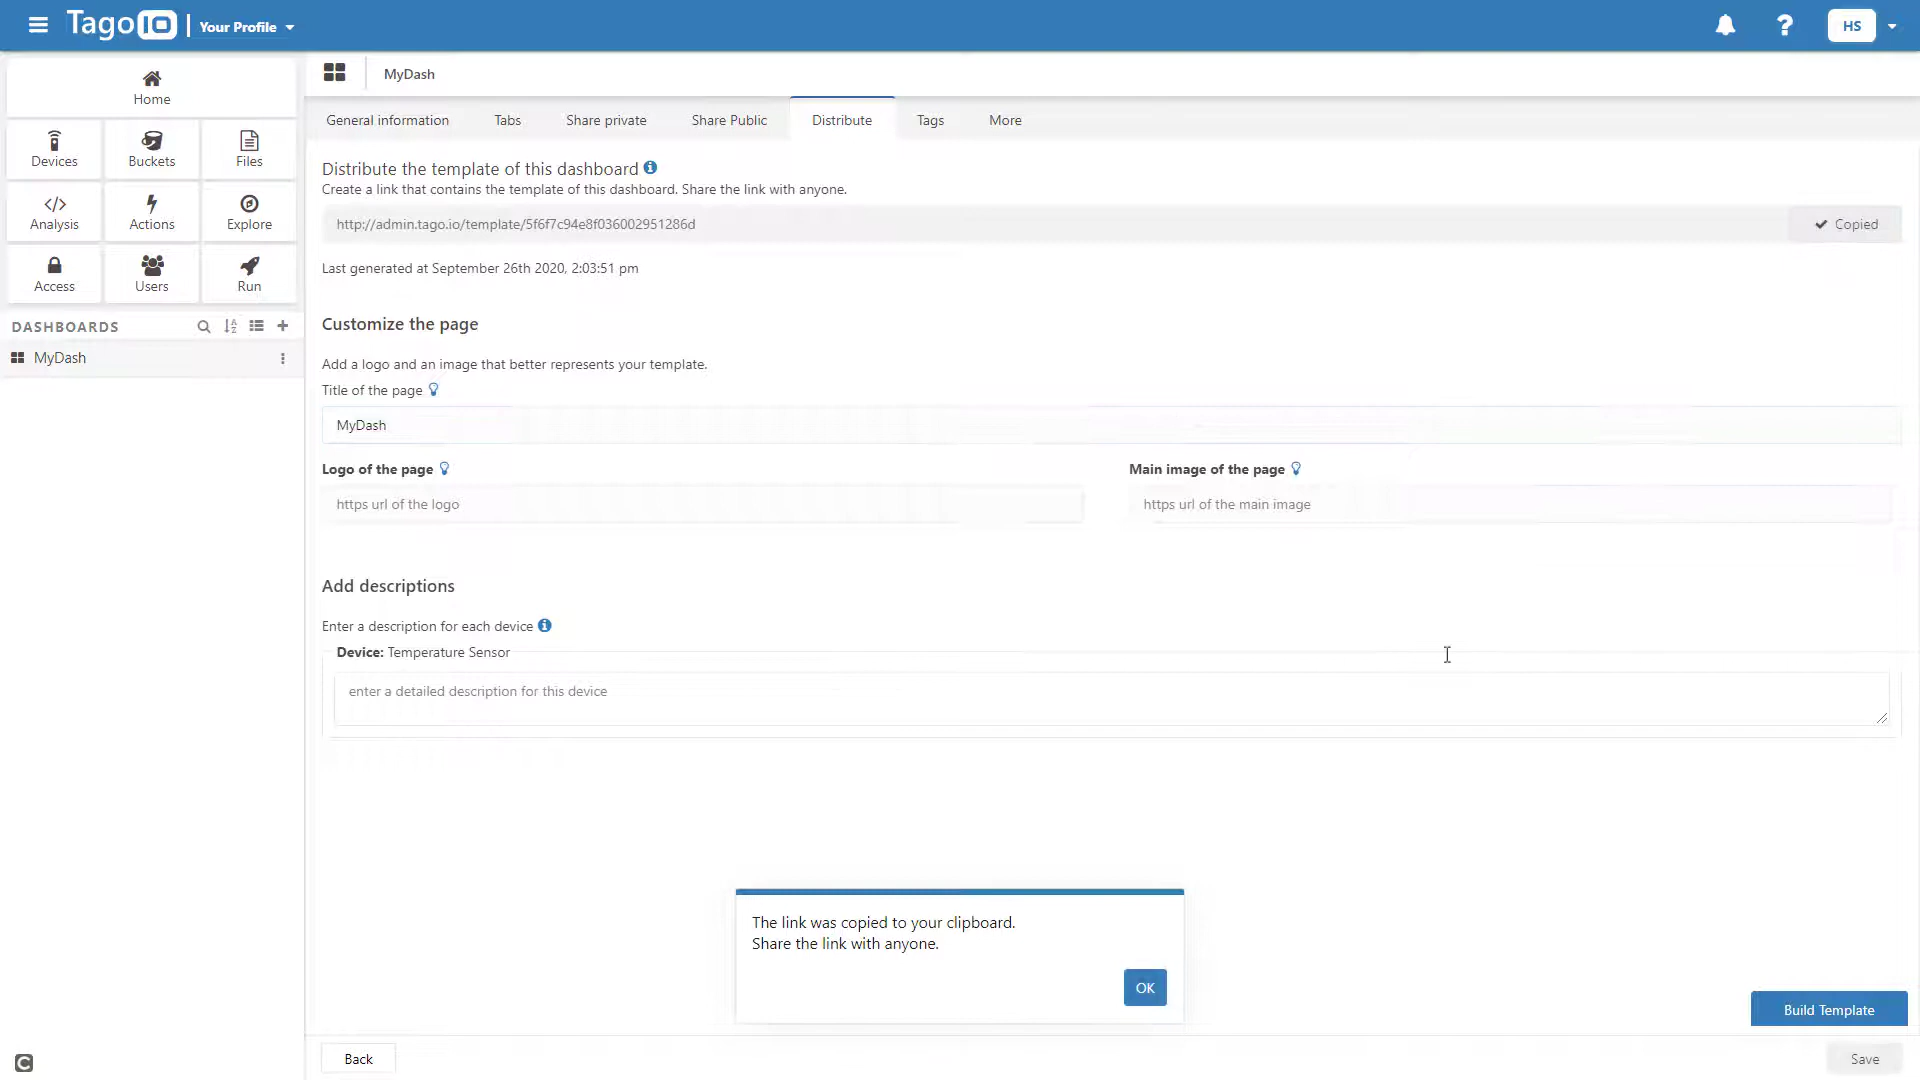 TagoIO | Your Profile
HS
Home
Devices
Buckets
Files
Analysis
Actions
Explore
Access
Users
Run
DASHBOARDS
MyDash
MyDash
General information
Tabs
Share private
Share Public
Distribute
Tags
More
Distribute the template of this dashboard
Create a link that contains the template of this dashboard. Share the link with anyone.
http://admin.tago.io/template/5f6f7c94e8f036002951286d
Copied
Last generated at September 26th 2020, 2:03:51 pm
Customize the page
Add a logo and an image that better represents your template.
Title of the page
MyDash
Logo of the page
Main image of the page
https url of the logo
https url of the main image
Add descriptions
Enter a description for each device
Device: Temperature Sensor
enter a detailed description for this device
The link was copied to your clipboard.
Share the link with anyone.
OK
Build Template
Back
Save